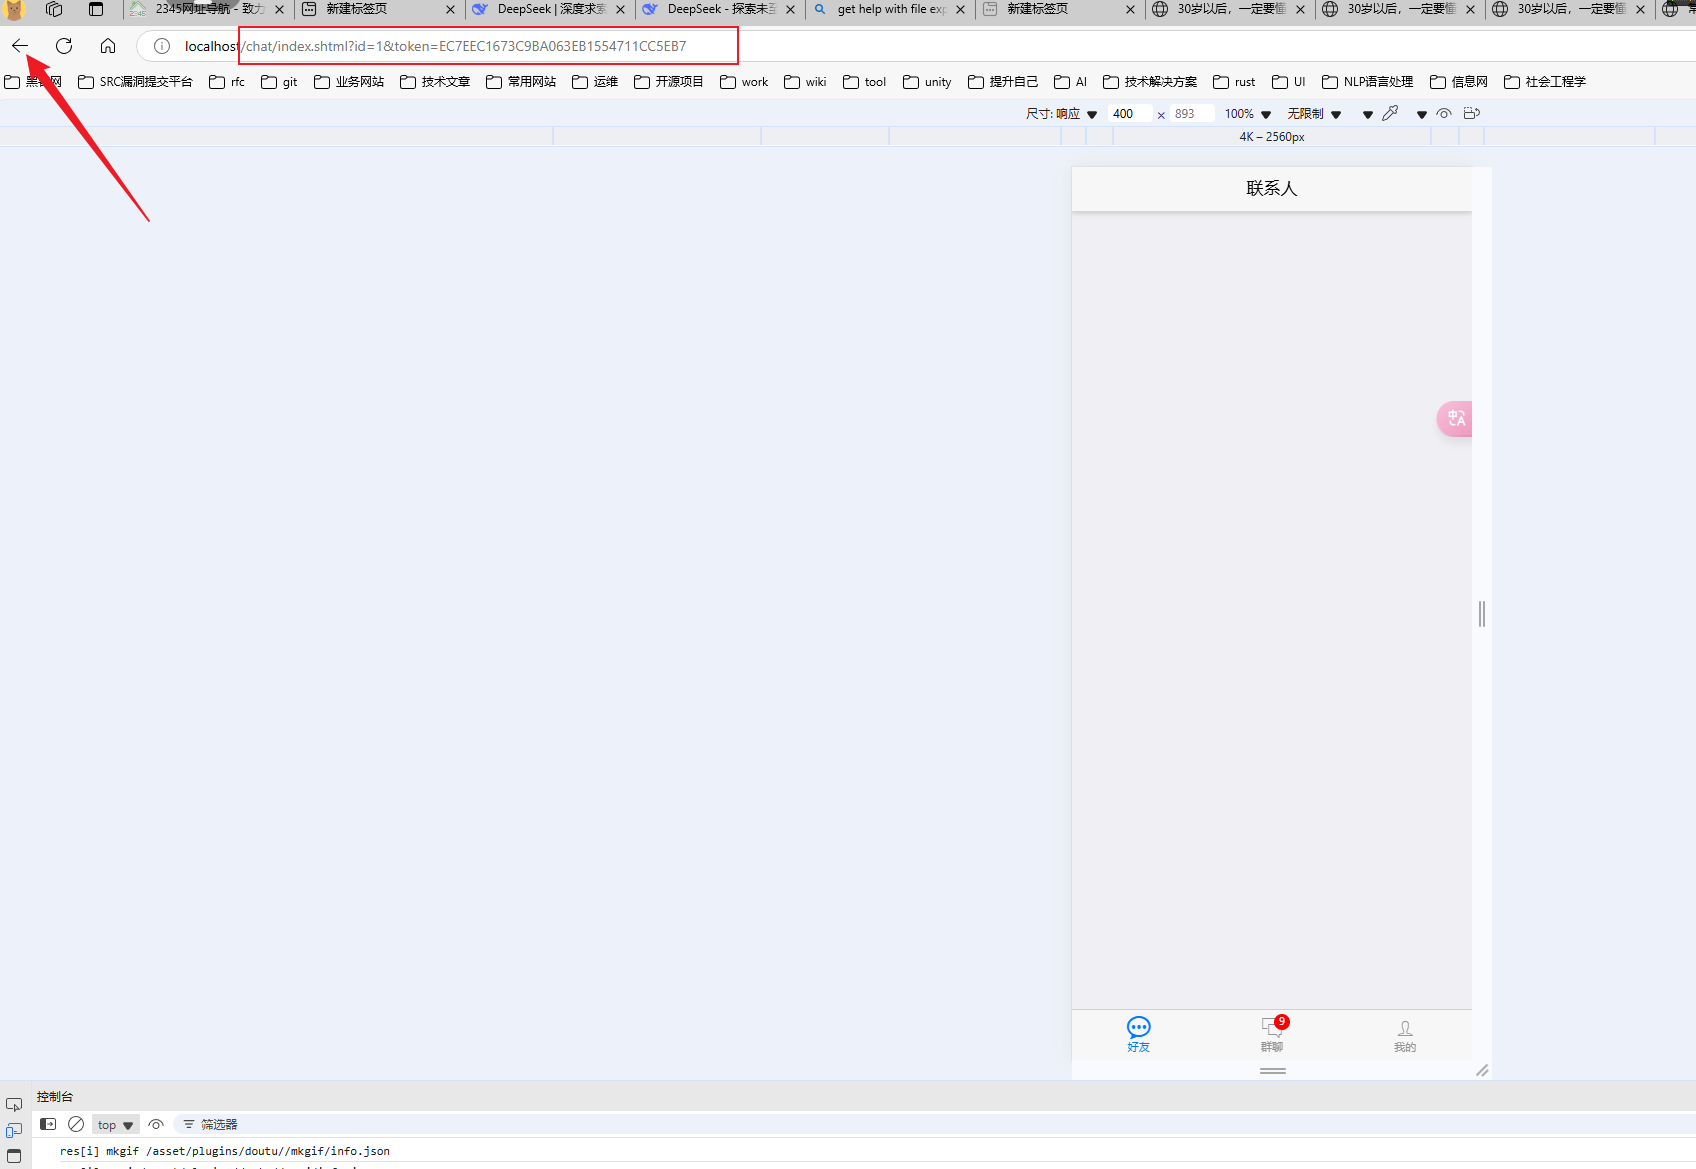 2345网址导航 - 致力
新建标签页
DeepSeek | 深度求索
DeepSeek - 探索未至
get help with file exp
新建标签页
30岁以后，一定要懂
30岁以后，一定要懂
30岁以后，一定要懂
localhost/chat/index.shtml?id=1&token=EC7EEC1673C9BA063EB1554711CC5EB7
SRC漏洞提交平台 rfc git 业务网站 技术文章 常用网站 运维 开源项目 work wiki tool unity 提升自己 AI 技术解决方案 rust UI NLP语言处理 信息网 社会工程学
尺寸: 响应 400 × 893 100% 无限制
4K – 2560px
联系人
中A
9
好友 群聊 我的
控制台
top 筛选器
res[i] mkgif /asset/plugins/doutu//mkgif/info.json